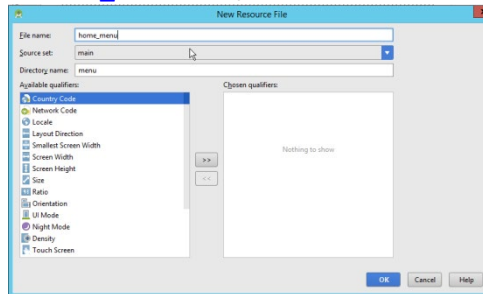 New Resource File
File name: home_menu
Source set: main
Directory name: menu
Available qualifiers: Chosen qualifiers:
Country Code
Network Code
Locale
Layout Direction
Smallest Screen Width
Screen Width
Screen Height
Size
Ratio
Orientation
UI Mode
Night Mode
Density
Touch Screen
>>
<<
Nothing to show
OK Cancel Help